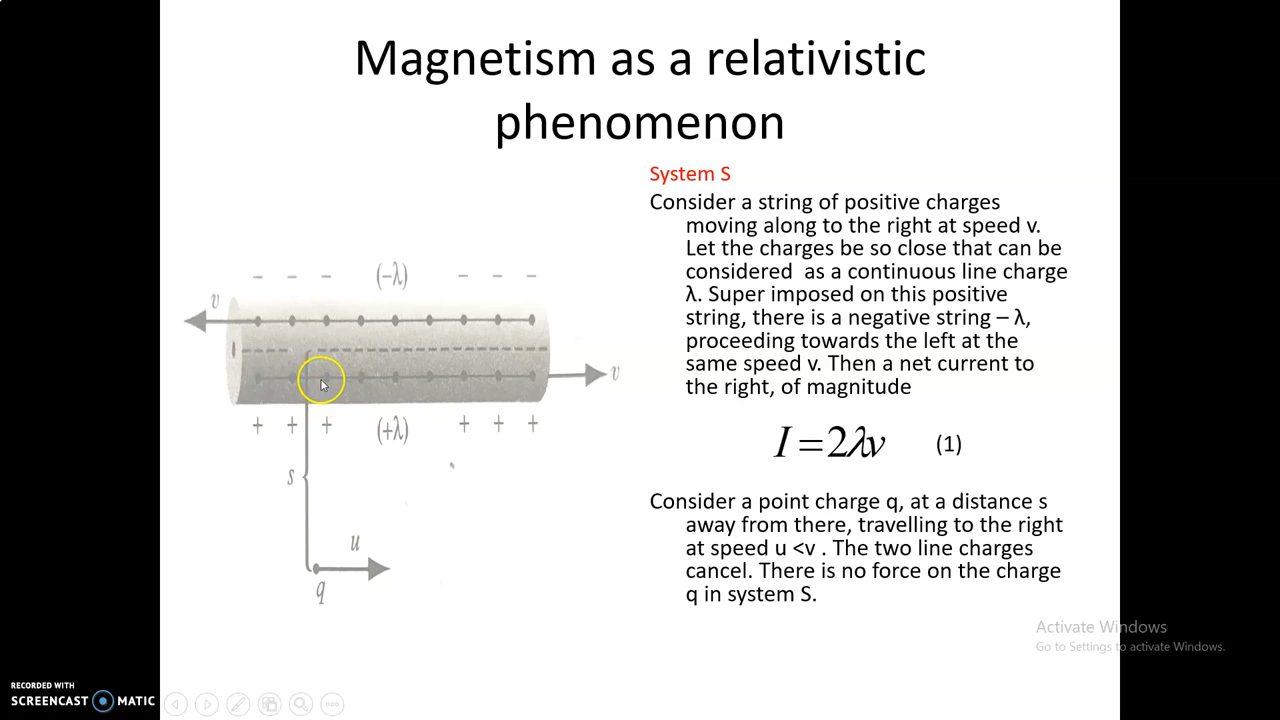 Magnetism as a relativistic
phenomenon
System S
Consider a string of positive charges
moving along to the right at speed v.
Let the charges be so close that can be
considered as a continuous line charge
λ. Super imposed on this positive
string, there is a negative string – λ,
proceeding towards the left at the
same speed v. Then a net current to
the right, of magnitude
I = 2λv (1)
Consider a point charge q, at a distance s
away from there, travelling to the right
at speed u <v . The two line charges
cancel. There is no force on the charge
q in system S.
– – – (–λ) – – –
v
v
+ + + (+λ) + + +
s
u
q
Activate Windows
Go to Settings to activate Windows.
RECORDED WITH
SCREENCAST MATIC